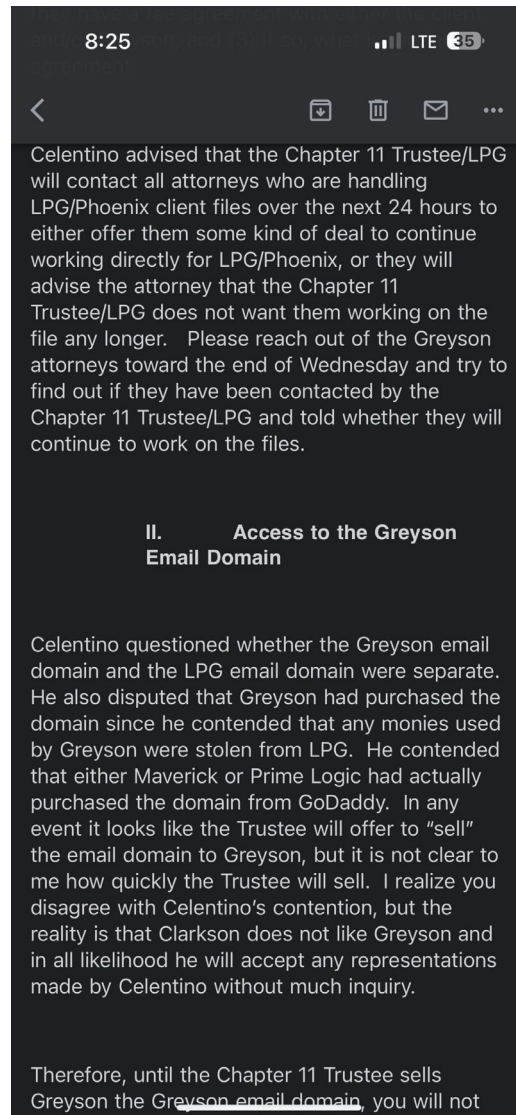 8:25
LTE 35
Celentino advised that the Chapter 11 Trustee/LPG
will contact all attorneys who are handling
LPG/Phoenix client files over the next 24 hours to
either offer them some kind of deal to continue
working directly for LPG/Phoenix, or they will
advise the attorney that the Chapter 11
Trustee/LPG does not want them working on the
file any longer.   Please reach out of the Greyson
attorneys toward the end of Wednesday and try to
find out if they have been contacted by the
Chapter 11 Trustee/LPG and told whether they will
continue to work on the files.
II. Access to the Greyson
Email Domain
Celentino questioned whether the Greyson email
domain and the LPG email domain were separate.
He also disputed that Greyson had purchased the
domain since he contended that any monies used
by Greyson were stolen from LPG.  He contended
that either Maverick or Prime Logic had actually
purchased the domain from GoDaddy.  In any
event it looks like the Trustee will offer to “sell”
the email domain to Greyson, but it is not clear to
me how quickly the Trustee will sell.  I realize you
disagree with Celentino’s contention, but the
reality is that Clarkson does not like Greyson and
in all likelihood he will accept any representations
made by Celentino without much inquiry.
Therefore, until the Chapter 11 Trustee sells
Greyson the Greyson email domain, you will not